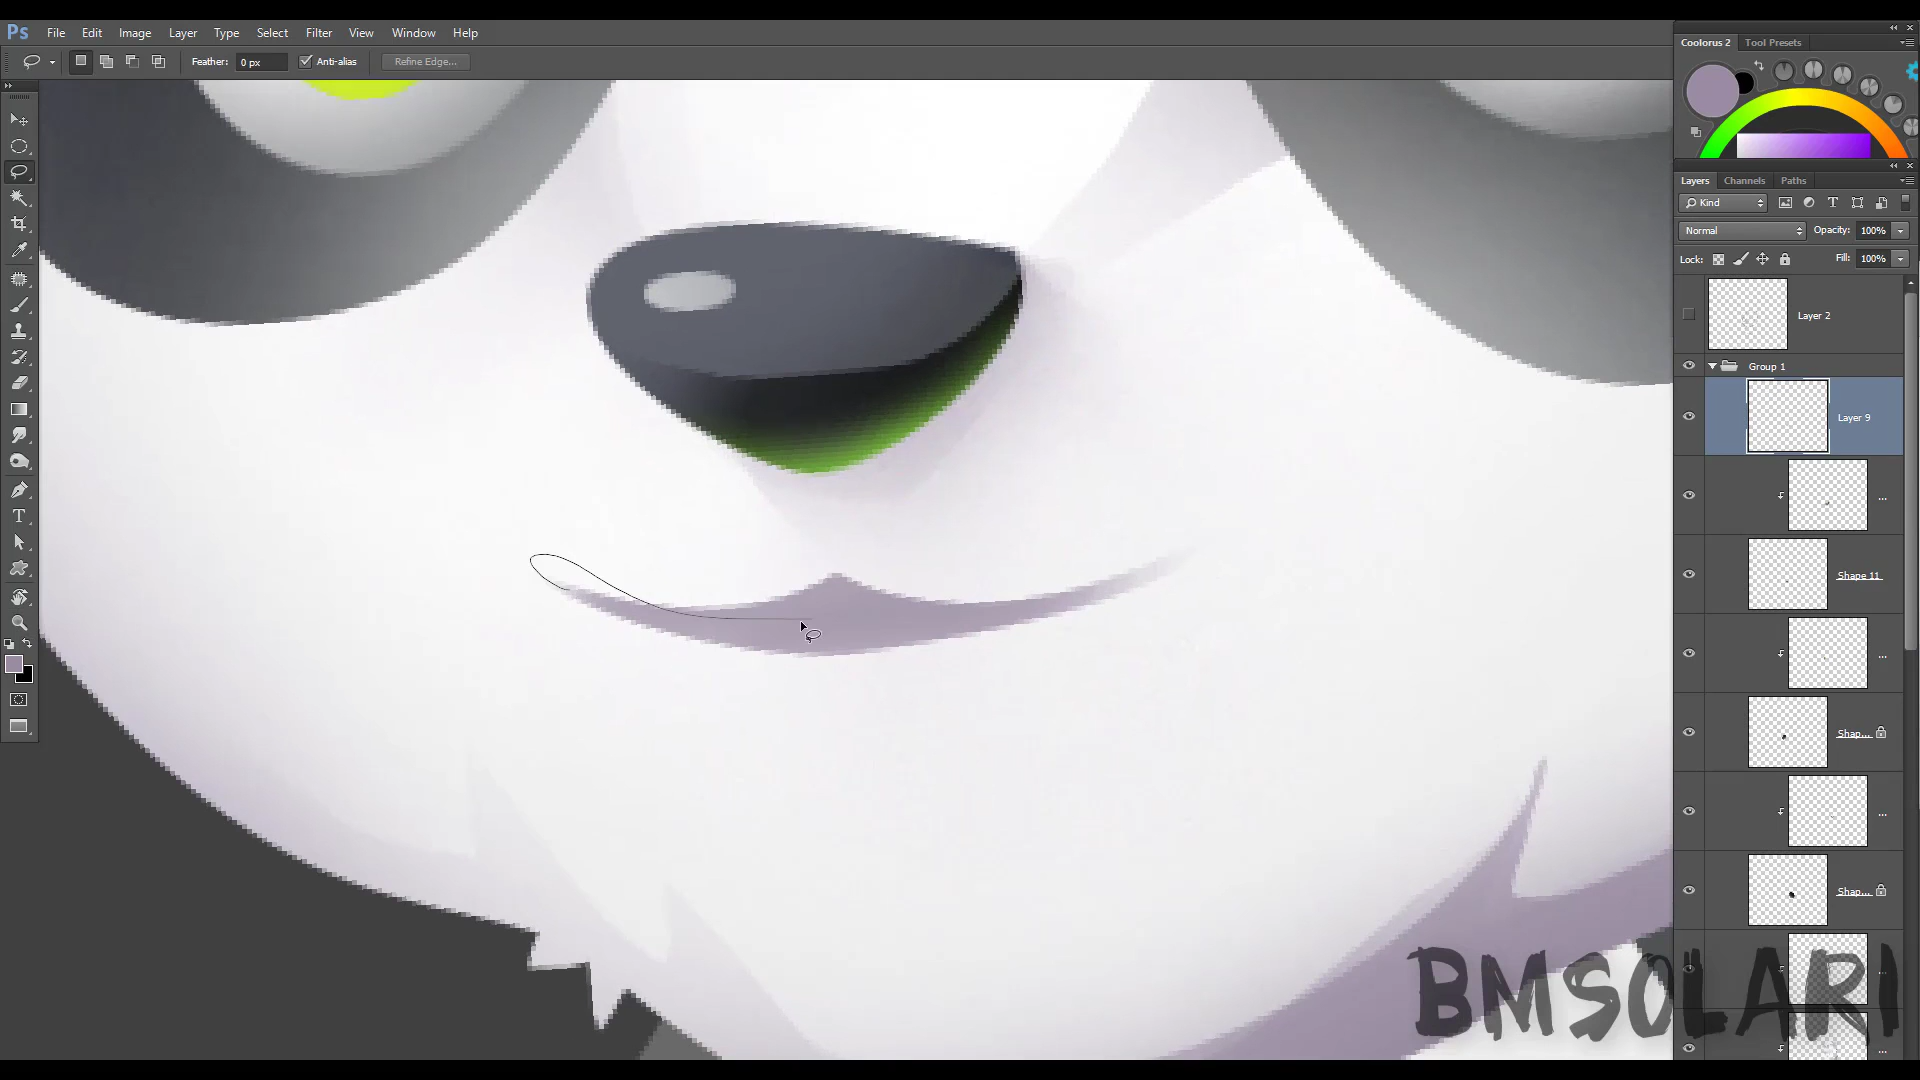 Ps File Edit Image Layer Type Select Filter View Window Help
Feather: 0 px Anti-alias Refine Edge...
Coolorus 2 Tool Presets
Layers Channels Paths
Kind
Normal Opacity: 100%
Lock: Fill: 100%
Layer 2
Group 1
Layer 9
...
Shape 11
...
Shap...
...
Shap...
...
...
BMSOLARI